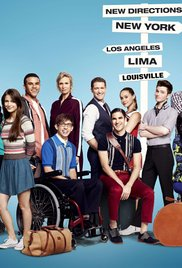 NEW DIRECTIONS
NEW YORK
LOS ANGELES
LIMA
LOUISVILLE